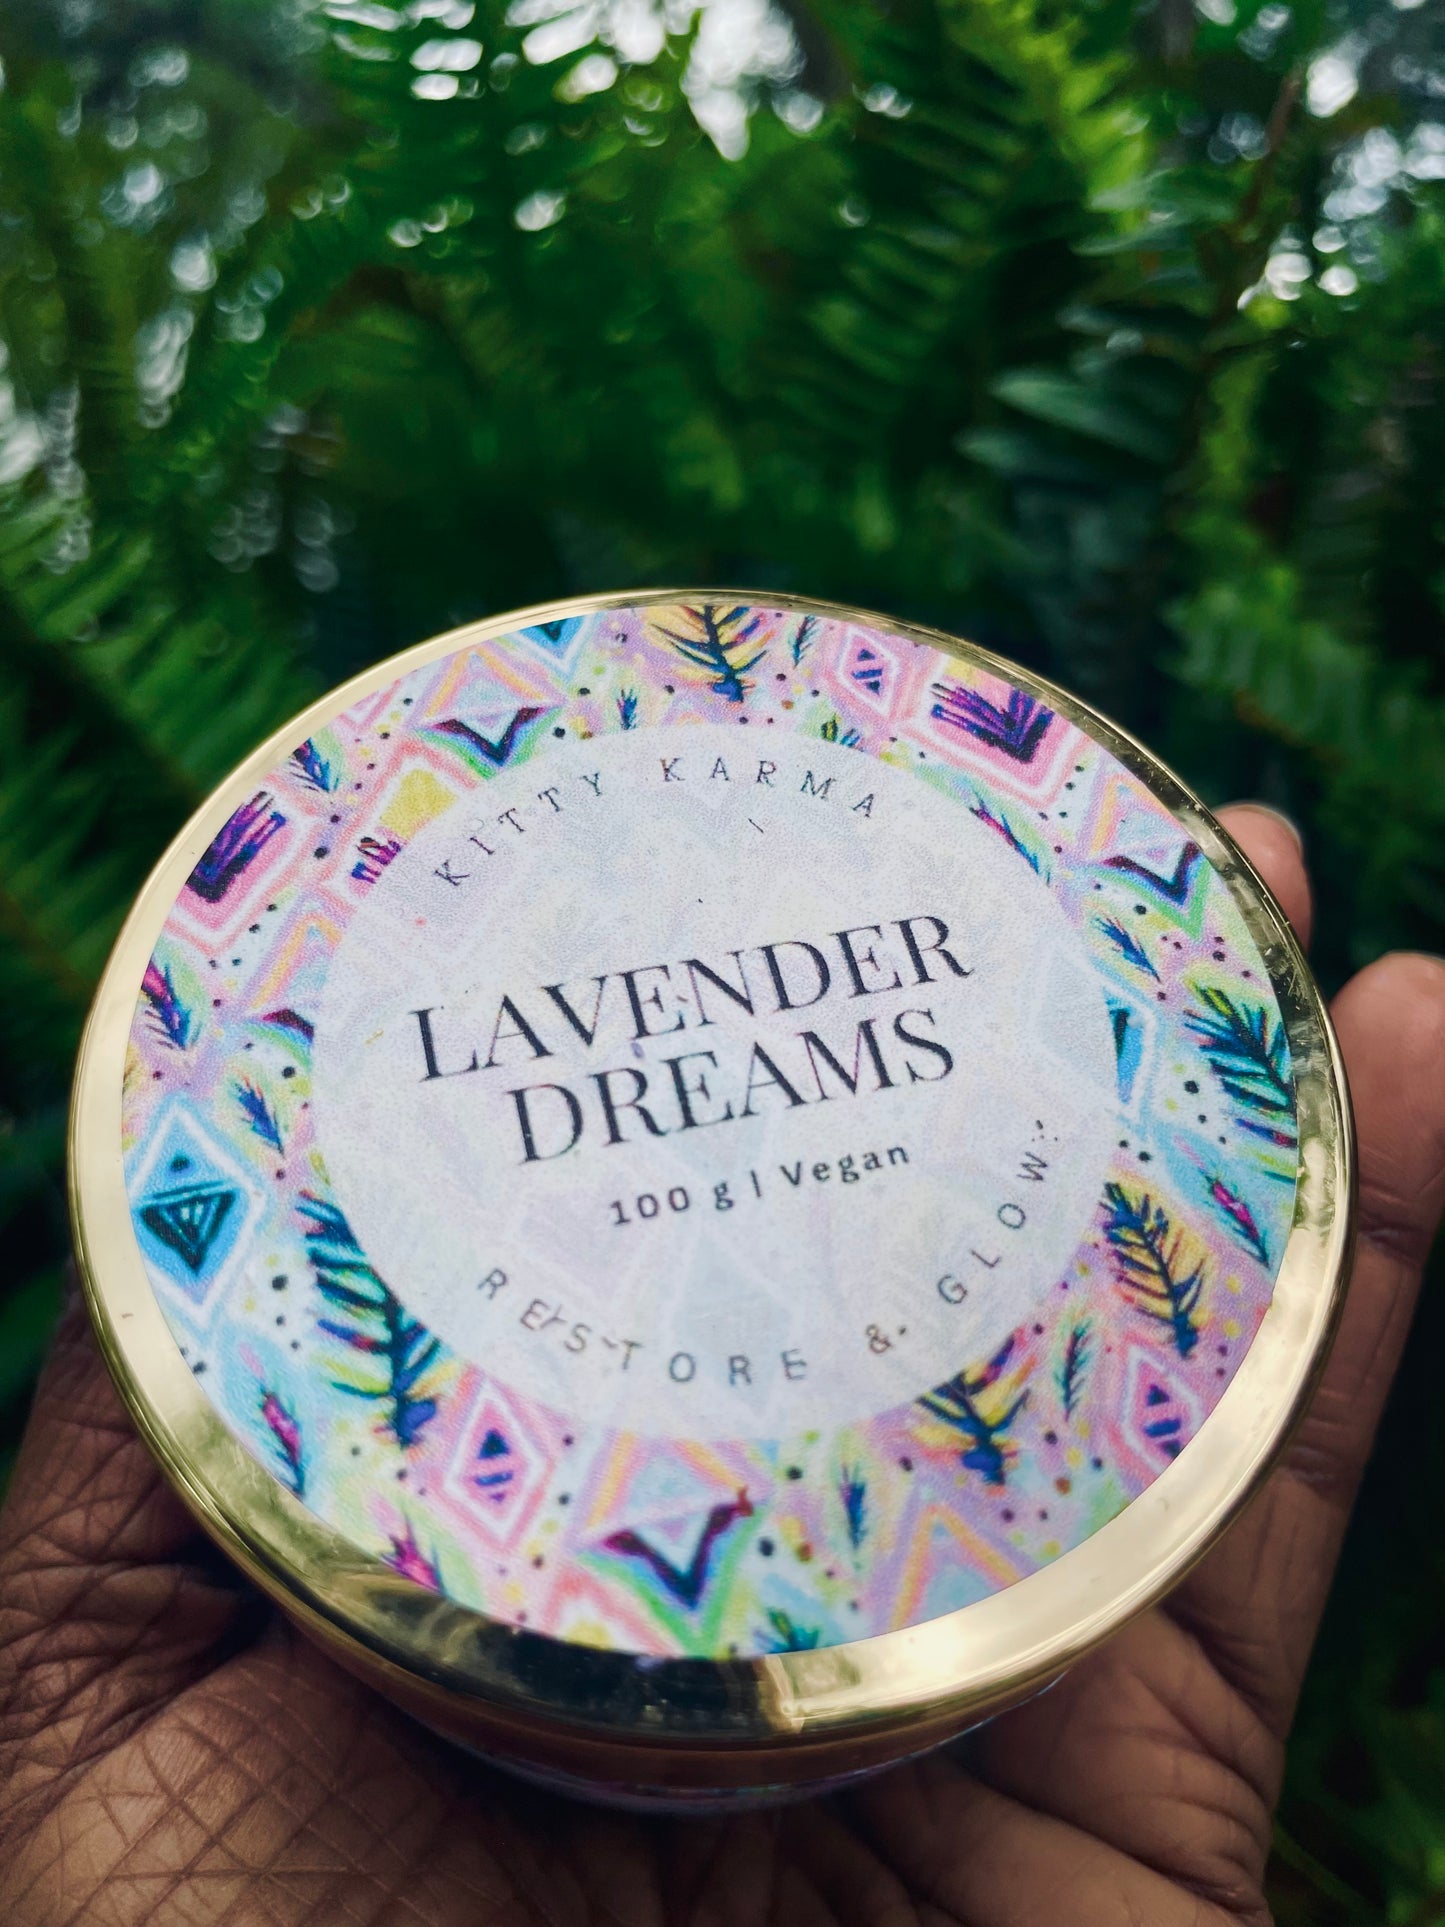 KITTY KARMA
LAVENDER
DREAMS
100 g | Vegan
RESTORE & GLOW